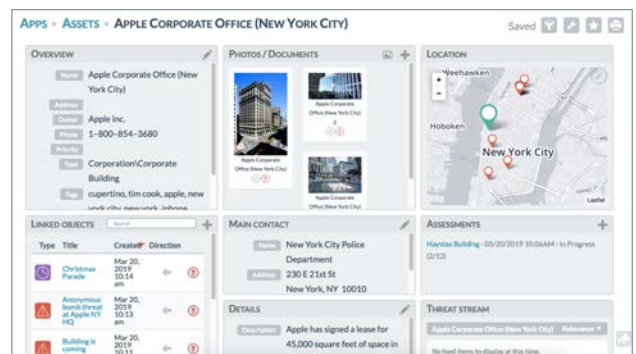 APPS ▸ ASSETS ▸ APPLE CORPORATE OFFICE (NEW YORK CITY)
Saved
OVERVIEW
Name Apple Corporate Office (New
York City)
Address
Owner Apple Inc.
Phone 1-800-854-3680
Priority
Type Corporation\Corporate
Building
Tags cupertino, tim cook, apple, new
york city, new york, iphone
PHOTOS / DOCUMENTS
Apple Corporate
Office (New York City)
Apple Corporate
Office (New York City)
2
Apple Corporate
Office (New York City)
LOCATION
+
-
Weehawken
Hoboken
New York City
Leaflet
LINKED OBJECTS
Search
Type Title Created Direction
Christmas
Parade
Mar 20,
2019
10:14
am
Anonymous
bomb threat
at Apple NY
HQ
Mar 20,
2019
10:13
am
Building is
coming
Mar 20,
2019
10:11
MAIN CONTACT
Name New York City Police
Department
Address 230 E 21st St
New York, NY 10010
DETAILS
Description Apple has signed a lease for
45,000 square feet of space in
ASSESSMENTS
Haystax Building - 03/20/2019 10:06AM - In Progress
(2/12)
THREAT STREAM
Apple Corporate Office (New York City) Relevance
No feed items to display at this time.